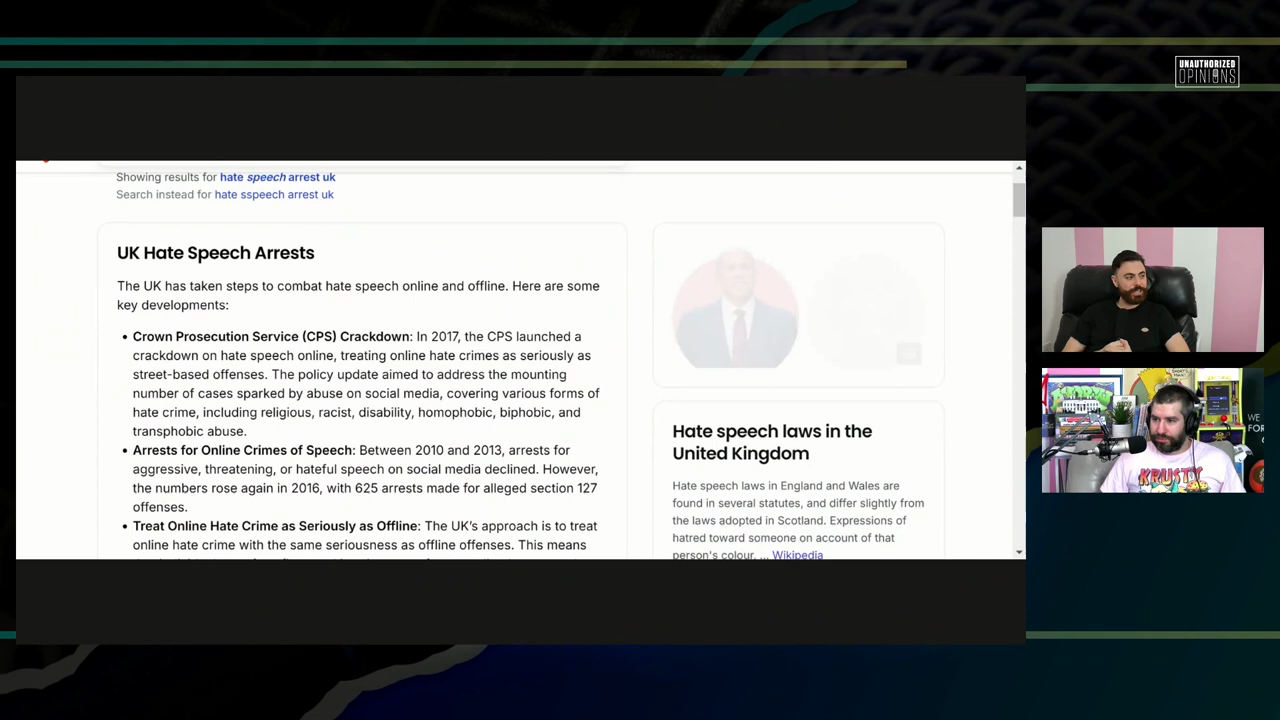 UNAUTHORIZED
OPINIONS
Showing results for hate speech arrest uk
Search instead for hate sspeech arrest uk
UK Hate Speech Arrests
The UK has taken steps to combat hate speech online and offline. Here are some
key developments:
• Crown Prosecution Service (CPS) Crackdown: In 2017, the CPS launched a
crackdown on hate speech online, treating online hate crimes as seriously as
street-based offenses. The policy update aimed to address the mounting
number of cases sparked by abuse on social media, covering various forms of
hate crime, including religious, racist, disability, homophobic, biphobic, and
transphobic abuse.
• Arrests for Online Crimes of Speech: Between 2010 and 2013, arrests for
aggressive, threatening, or hateful speech on social media declined. However,
the numbers rose again in 2016, with 625 arrests made for alleged section 127
offenses.
• Treat Online Hate Crime as Seriously as Offline: The UK's approach is to treat
online hate crime with the same seriousness as offline offenses. This means
Hate speech laws in the
United Kingdom
Hate speech laws in England and Wales are
found in several statutes, and differ slightly from
the laws adopted in Scotland. Expressions of
hatred toward someone on account of that
person's colour, ... Wikipedia
WE
FOR
KRUSTY